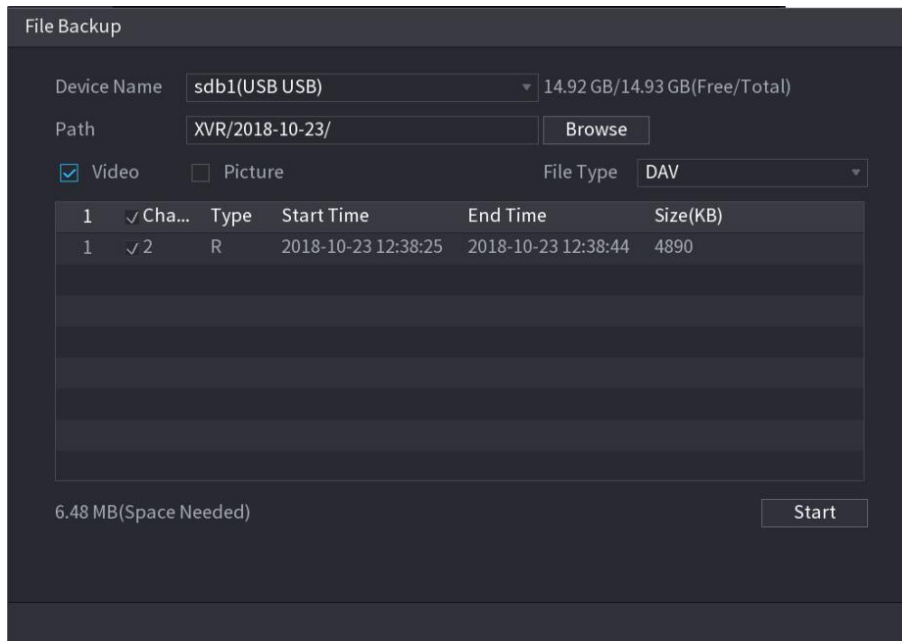 File Backup
Device Name sdb1(USB USB) 14.92 GB/14.93 GB(Free/Total)
Path XVR/2018-10-23/ Browse
Video Picture File Type DAV
1 Cha... Type Start Time End Time Size(KB)
1 2 R 2018-10-23 12:38:25 2018-10-23 12:38:44 4890
6.48 MB(Space Needed) Start